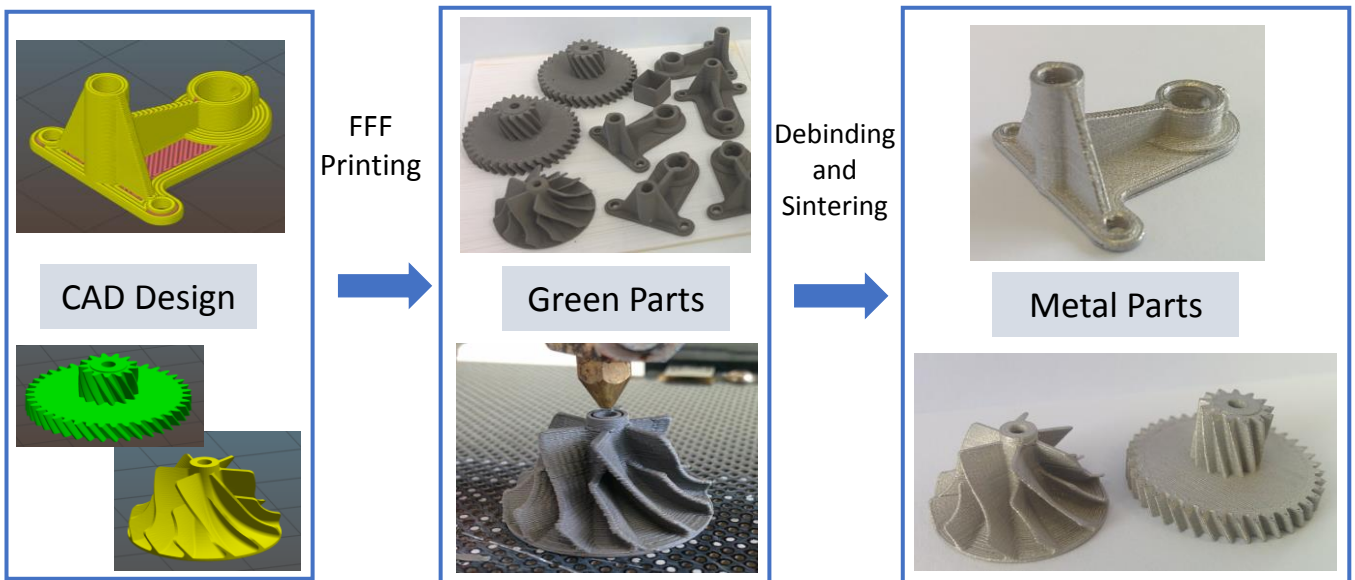 CAD Design
FFF
Printing
Green Parts
Debinding
and
Sintering
Metal Parts